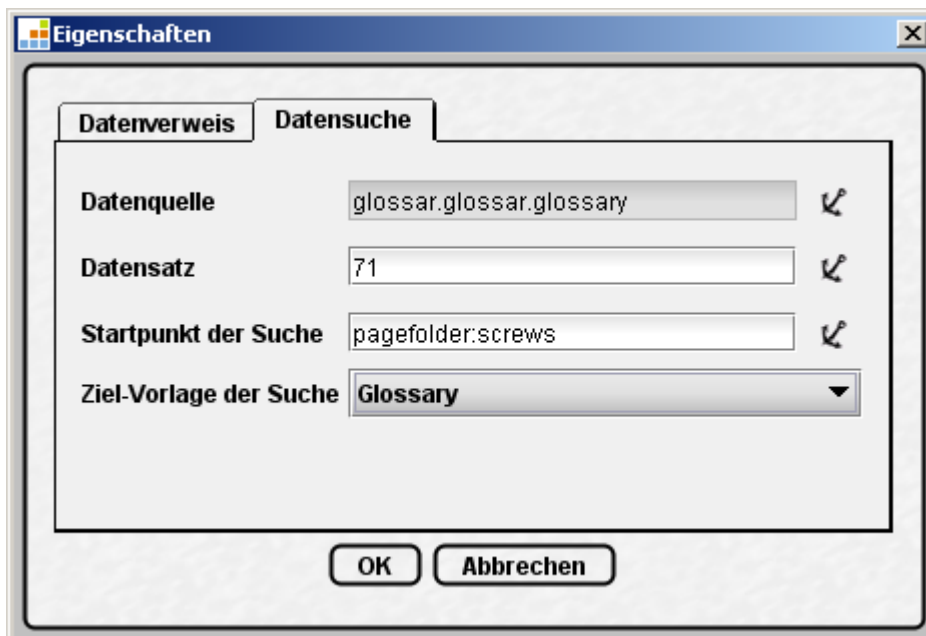 Eigenschaften
Datenverweis Datensuche
Datenquelle glossar.glossar.glossary
Datensatz 71
Startpunkt der Suche pagefolder:screws
Ziel-Vorlage der Suche Glossary
OK Abbrechen